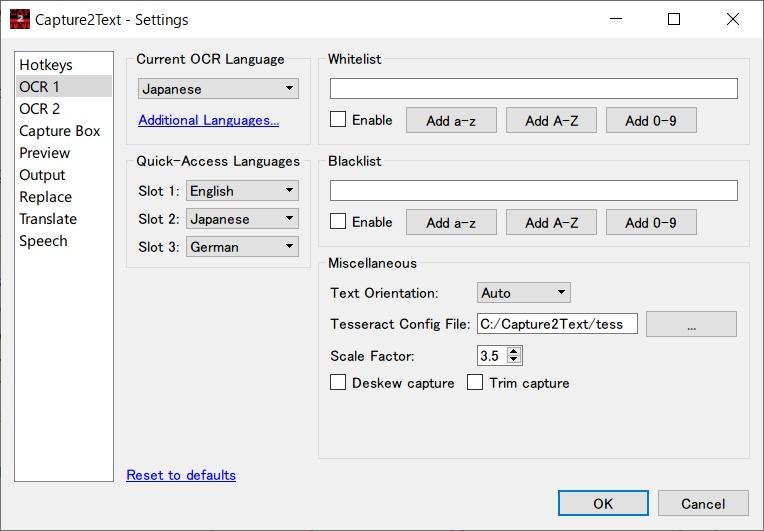 Capture2Text - Settings
Hotkeys
OCR 1
OCR 2
Capture Box
Preview
Output
Replace
Translate
Speech
Current OCR Language
Japanese
Additional Languages...
Quick-Access Languages
Slot 1: English
Slot 2: Japanese
Slot 3: German
Whitelist
Enable Add a-z Add A-Z Add 0-9
Blacklist
Enable Add a-z Add A-Z Add 0-9
Miscellaneous
Text Orientation: Auto
Tesseract Config File: C:/Capture2Text/tess ...
Scale Factor: 3.5
Deskew capture Trim capture
Reset to defaults
OK Cancel